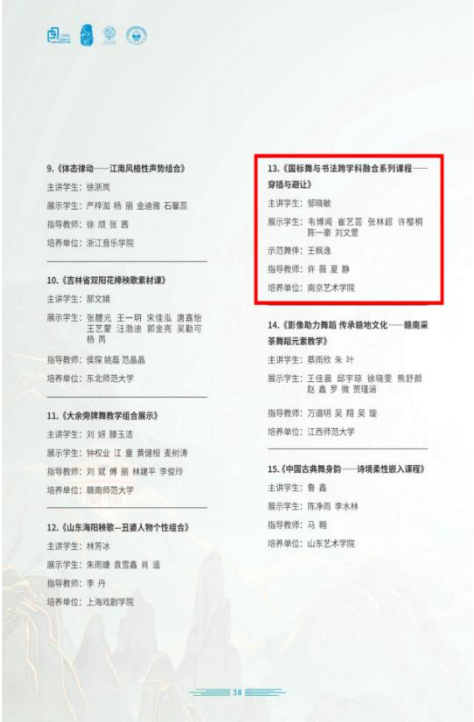 9.《体态律动——江南风格性声势组合》
主讲学生：徐浙岚
展示学生：严梓如 杨 丽 金迪雅 石馨蕊
指导教师：徐 颀 张 茜
培养单位：浙江音乐学院
10.《吉林省双阳花棒秧歌素材课》
主讲学生：邵文婧
展示学生：张醴元 王一玥 宋佳泓 唐嘉怡
王艺蒙 汪渤迪 郭金亮 吴勤可
杨 芮
指导教师：侯琛 姚磊 范晶晶
培养单位：东北师范大学
11.《大余旁牌舞教学组合展示》
主讲学生：刘 妍 滕玉洁
展示学生：钟权业 江 童 黄健桓 麦树涛
指导教师：刘 斌 傅 丽 林建平 李俊玲
培养单位：赣南师范大学
12.《山东海阳秧歌—丑婆人物个性组合》
主讲学生：林芳冰
展示学生：朱雨婕 袁雪鑫 肖 遥
指导教师：李 丹
培养单位：上海戏剧学院
13.《国标舞与书法跨学科融合系列课程——
穿插与避让》
主讲学生：邹晓敏
展示学生：韦博闻 崔艺芸 张林超 许樱桐
陈一豪 刘文萱
示范舞伴：王枫逸
指导教师：许 薇 夏 静
培养单位：南京艺术学院
14.《影像助力舞蹈 传承赣地文化——赣南采
茶舞蹈元素教学》
主讲学生：蔡雨欣 朱 叶
展示学生：王佳晨 邱宇琼 徐晓雯 熊舒颜
赵 鑫 罗 微 贾瑾涵
指导教师：万道明 吴 翔 吴 璇
培养单位：江西师范大学
15.《中国古典舞身韵——诗境柔性嵌入课程》
主讲学生：鲁 鑫
展示学生：陈净雨 李水林
指导教师：马 翱
培养单位：山东艺术学院
38